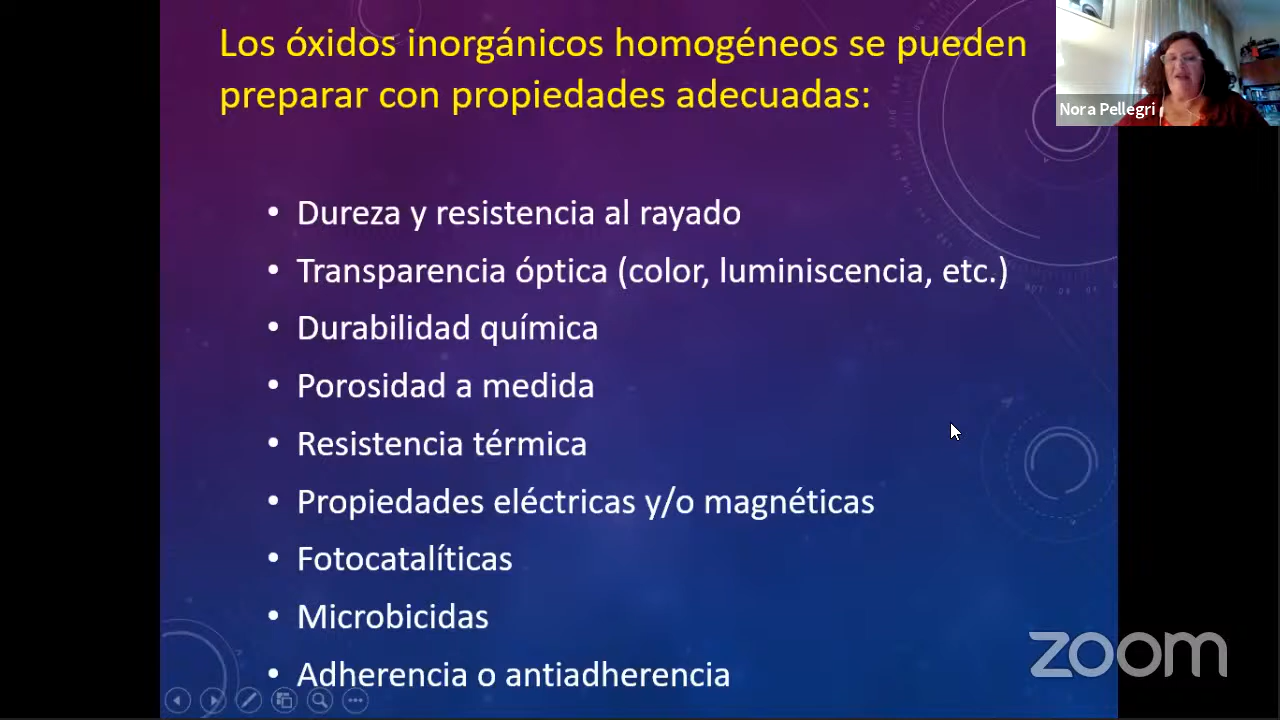 Los óxidos inorgánicos homogéneos se pueden
preparar con propiedades adecuadas:
Nora Pellegri
• Dureza y resistencia al rayado
• Transparencia óptica (color, luminiscencia, etc.)
• Durabilidad química
• Porosidad a medida
• Resistencia térmica
• Propiedades eléctricas y/o magnéticas
• Fotocatalíticas
• Microbicidas
• Adherencia o antiadherencia
zoom